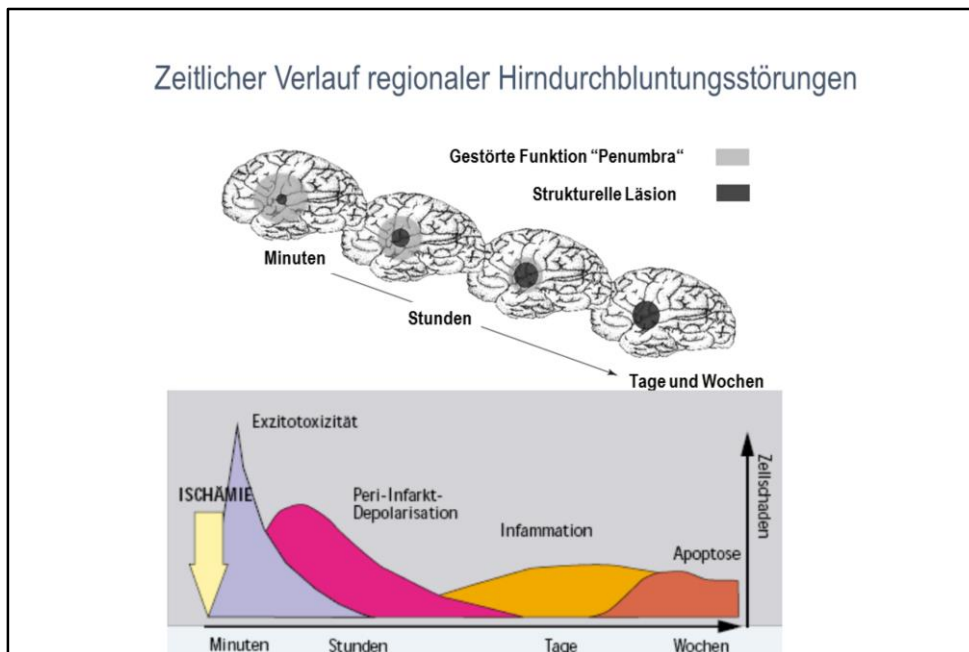 Zeitlicher Verlauf regionaler Hirndurchbluntungsstörungen
Gestörte Funktion "Penumbra"
Strukturelle Läsion
Minuten
Stunden
Tage und Wochen
Exzitotoxizität
ISCHÄMIE
Peri-Infarkt-
Depolarisation
Infammation
Apoptose
Zellschaden
Minuten
Stunden
Tage
Wochen